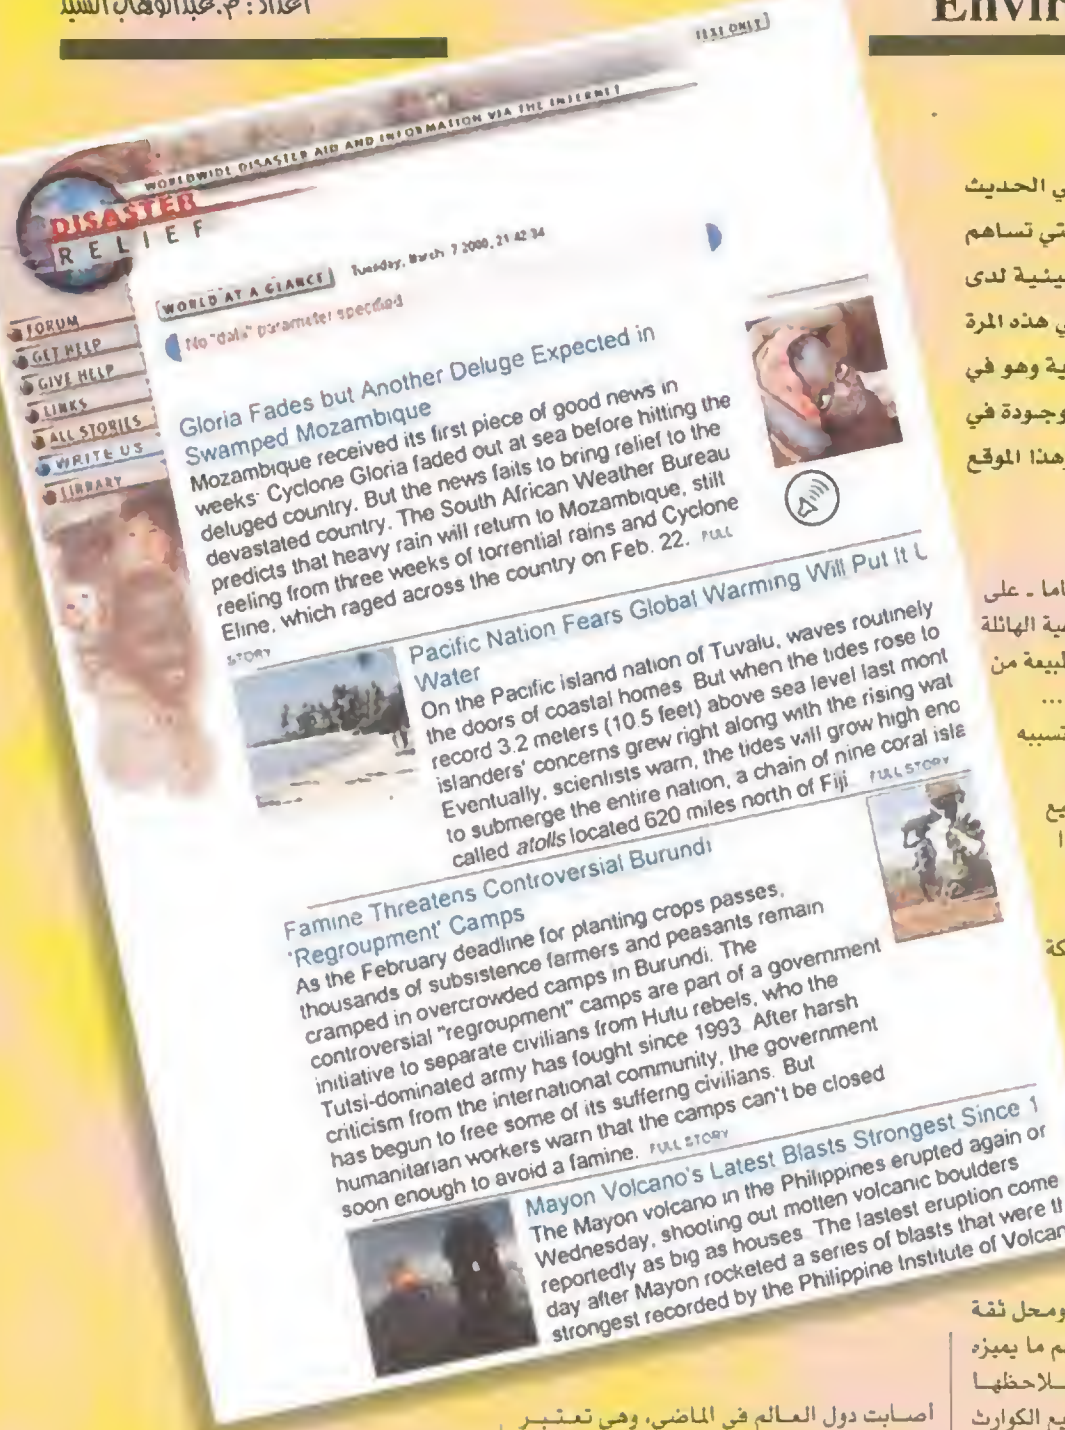 اعداد : م. عبدالوهاب السيد
Envir
TEXT ONLY
WORLDWIDE DISASTER AID AND INFORMATION VIA THE INTERNET
DISASTER
RELIEF
WORLD AT A GLANCE Tuesday, March 7 2000, 21:42:34
No "data" parameter specified
FORUM
GET HELP
GIVE HELP
LINKS
ALL STORIES
WRITE US
LIBRARY
Gloria Fades but Another Deluge Expected in
Swamped Mozambique
Mozambique received its first piece of good news in
weeks: Cyclone Gloria faded out at sea before hitting the
deluged country. But the news fails to bring relief to the
devastated country. The South African Weather Bureau
predicts that heavy rain will return to Mozambique, still
reeling from three weeks of torrential rains and Cyclone
Eline, which raged across the country on Feb. 22. FULL
STORY
Pacific Nation Fears Global Warming Will Put It U
Water
On the Pacific island nation of Tuvalu, waves routinely
the doors of coastal homes. But when the tides rose to
record 3.2 meters (10.5 feet) above sea level last mont
islanders' concerns grew right along with the rising wat
Eventually, scientists warn, the tides will grow high eno
to submerge the entire nation, a chain of nine coral isla
called atolls located 620 miles north of Fiji FULL STORY
Famine Threatens Controversial Burundi
'Regroupment' Camps
As the February deadline for planting crops passes,
thousands of subsistence farmers and peasants remain
cramped in overcrowded camps in Burundi. The
controversial "regroupment" camps are part of a government
initiative to separate civilians from Hutu rebels, who the
Tutsi-dominated army has fought since 1993. After harsh
criticism from the international community, the government
has begun to free some of its sufferng civilians. But
humanitarian workers warn that the camps can't be closed
soon enough to avoid a famine. FULL STORY
Mayon Volcano's Latest Blasts Strongest Since 1
The Mayon volcano in the Philippines erupted again or
Wednesday, shooting out motten volcanic boulders
reportedly as big as houses. The lastest eruption come
day after Mayon rocketed a series of blasts that were th
strongest recorded by the Philippine Institute of Volcan
ي الحديث
تي تساهم
بيئية لدى
ي هذه المرة
ية وهو في
وجودة في
هذا الموقع
اما - على
ية الهائلة
لبيعة من
...
تسببه
يع
ا
كة
ومحل ثقة
م ما يميزه
لاحظها
يع الكوارث
أصابت دول العالم في الماضي، وهي تعتبر